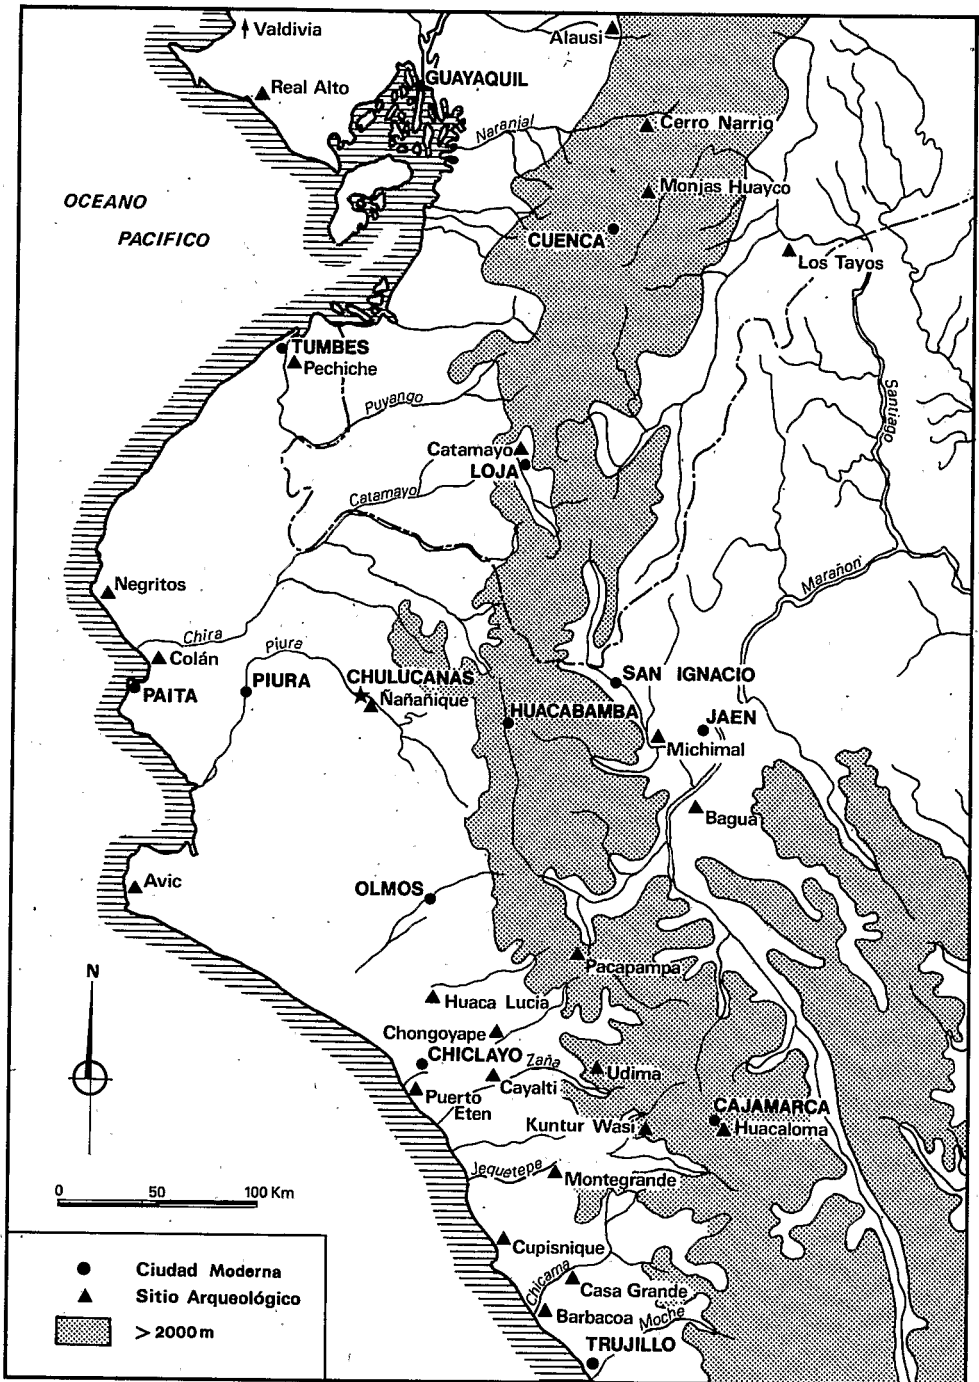 Valdivia
Alausi
Real Alto
GUAYAQUIL
Naranjal
Cerro Narrio
Monjas Huayco
OCEANO
PACIFICO
CUENCA
Los Tayos
TUMBES
Pechiche
Puyango
Santiago
Catamayo
LOJA
Catamayo
Negritos
Marañon
Chira
Colán
Piura
PAITA
PIURA
CHULUCANAS
Ñañañique
SAN IGNACIO
HUACABAMBA
JAEN
Michimal
Bagua
Avic
OLMOS
N
Pacapampa
Huaca Lucia
Chongoyape
CHICLAYO
Zaña
Udima
Cayalti
Puerto
Eten
CAJAMARCA
Kuntur Wasi
Huacaloma
Jequetepe
Montegrande
0 50 100 Km
Cupisnique
Chicama
Casa Grande
Barbacoa
Moche
TRUJILLO
Ciudad Moderna
Sitio Arqueológico
> 2000 m